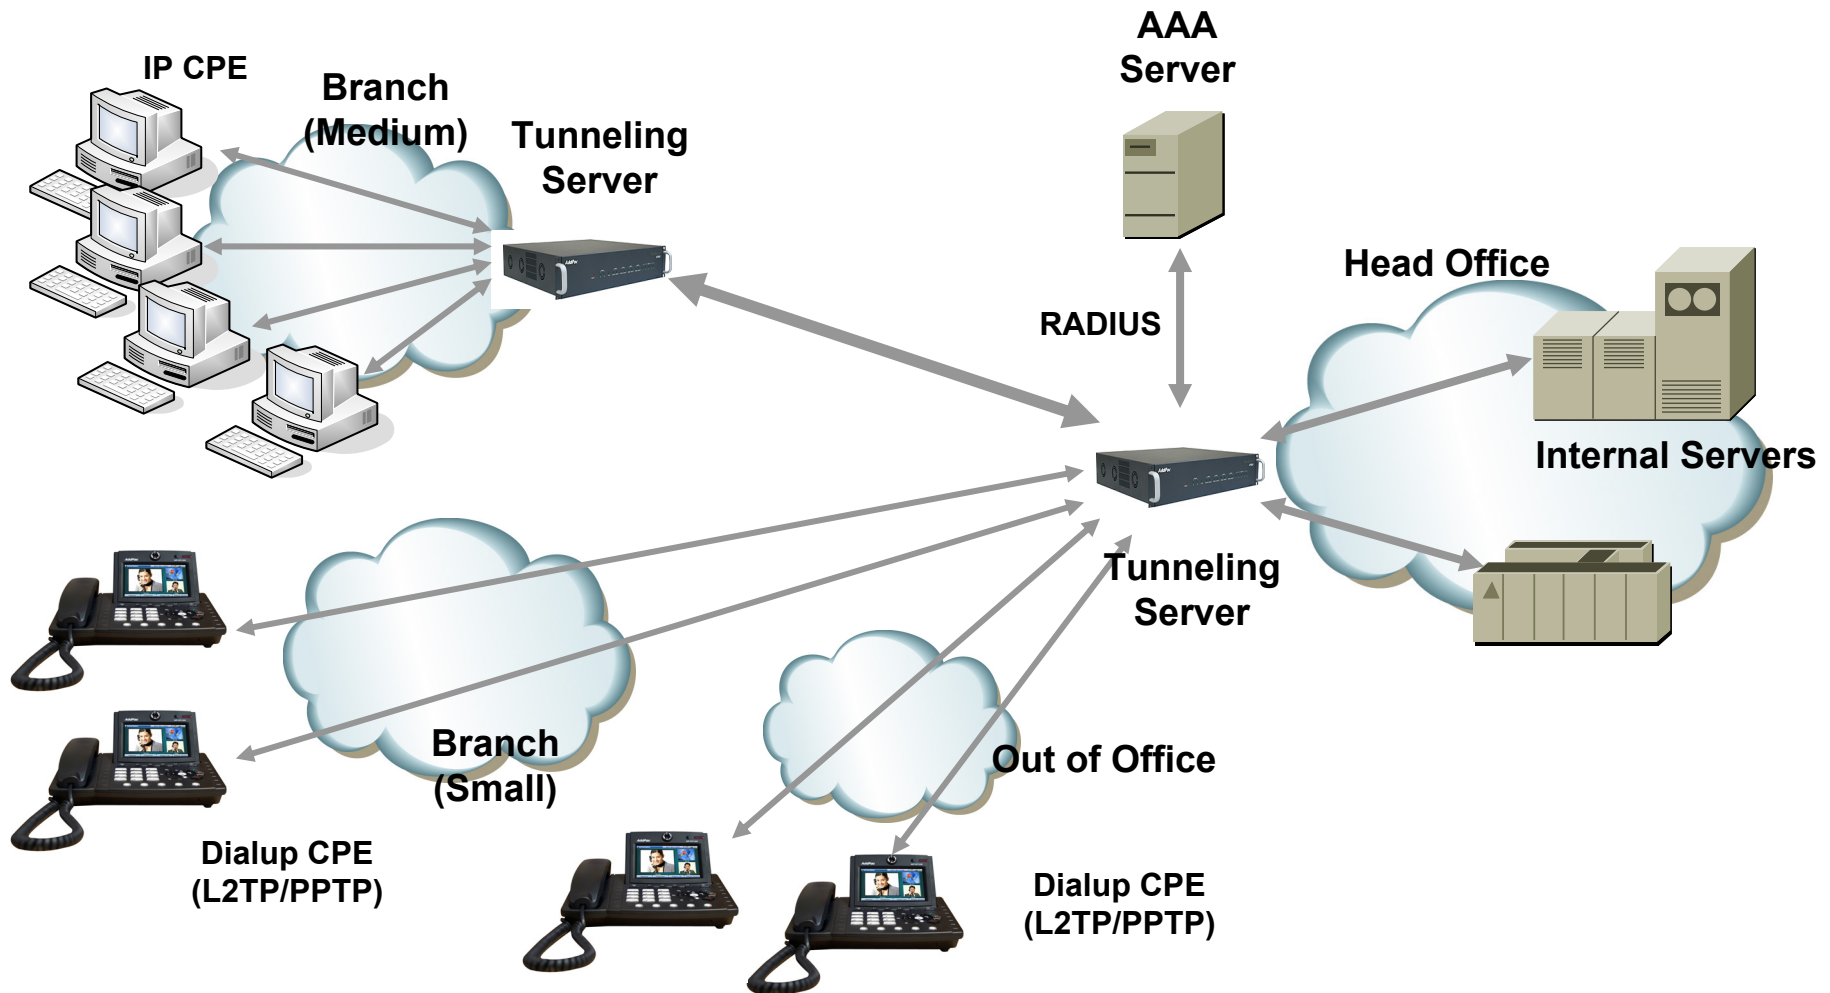 AAA
Server
IP CPE
Branch
(Medium)
Tunneling
Server
Head Office
RADIUS
Internal Servers
Tunneling
Server
Branch
(Small)
Out of Office
Dialup CPE
(L2TP/PPTP)
Dialup CPE
(L2TP/PPTP)